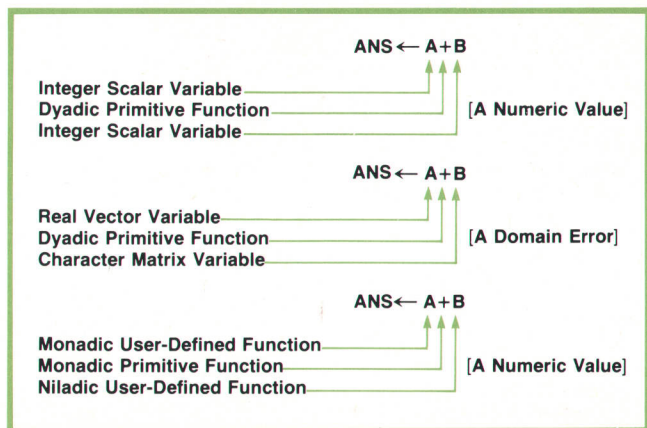 ANS ← A+B
Integer Scalar Variable
Dyadic Primitive Function [A Numeric Value]
Integer Scalar Variable
ANS ← A+B
Real Vector Variable
Dyadic Primitive Function [A Domain Error]
Character Matrix Variable
ANS ← A+B
Monadic User-Defined Function
Monadic Primitive Function [A Numeric Value]
Niladic User-Defined Function